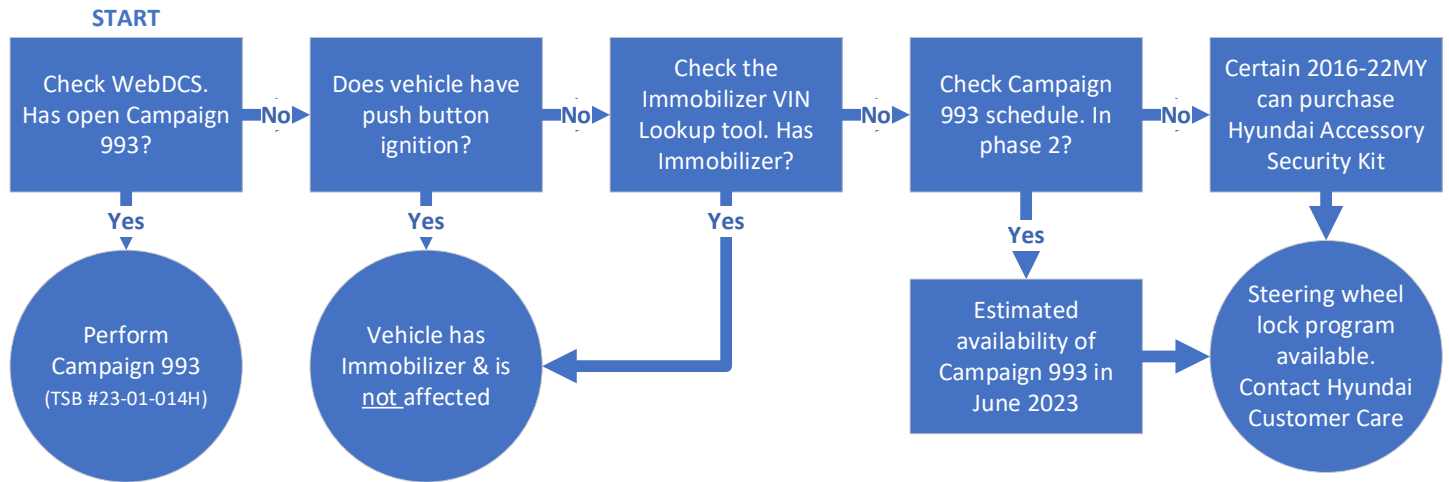 START
Check WebDCS.
Has open Campaign
993?
No
Does vehicle have
push button
ignition?
No
Check the
Immobilizer VIN
Lookup tool. Has
Immobilizer?
No
Check Campaign
993 schedule. In
phase 2?
No
Certain 2016-22MY
can purchase
Hyundai Accessory
Security Kit
Yes
Yes
Yes
Yes
Perform
Campaign 993
(TSB #23-01-014H)
Vehicle has
Immobilizer & is
not affected
Estimated
availability of
Campaign 993 in
June 2023
Steering wheel
lock program
available.
Contact Hyundai
Customer Care